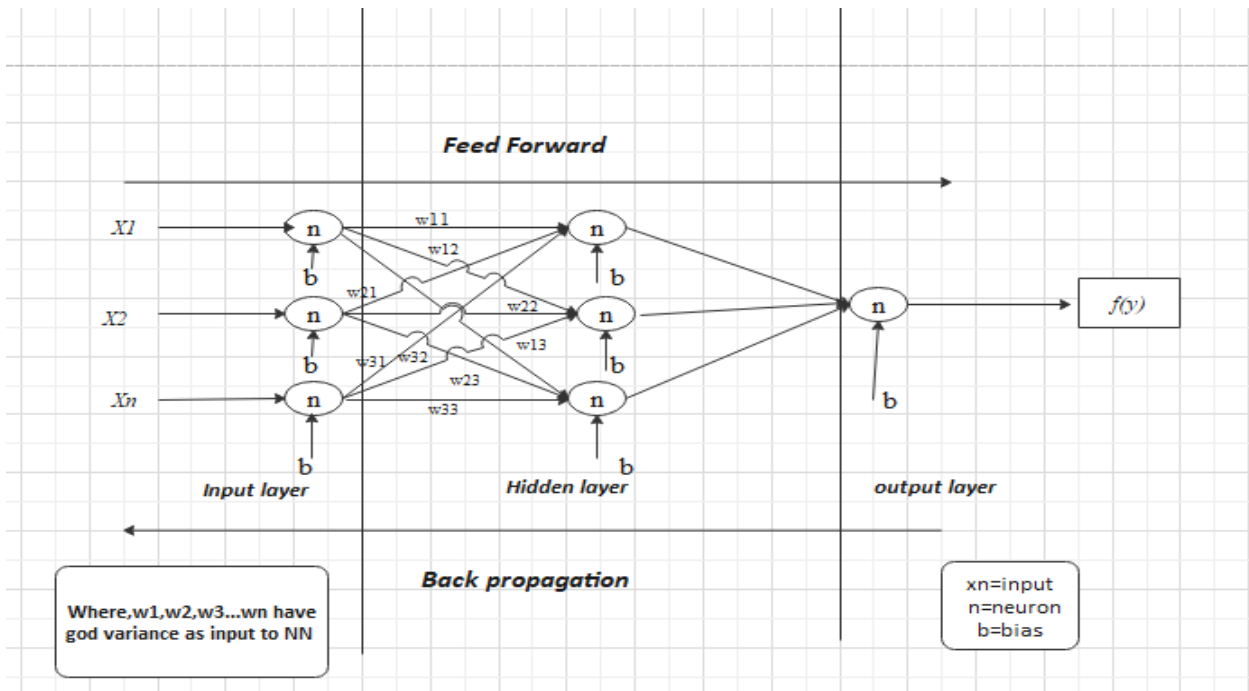 Feed Forward
X1
n
w11
n
w12
b
b
w21
X2
n
w22
n
n
f(y)
b
w31
w32
w13
b
w23
b
Xn
n
w33
n
b
b
Input layer
Hidden layer
output layer
Back propagation
Where,w1,w2,w3...wn have
god variance as input to NN
xn=input
n=neuron
b=bias